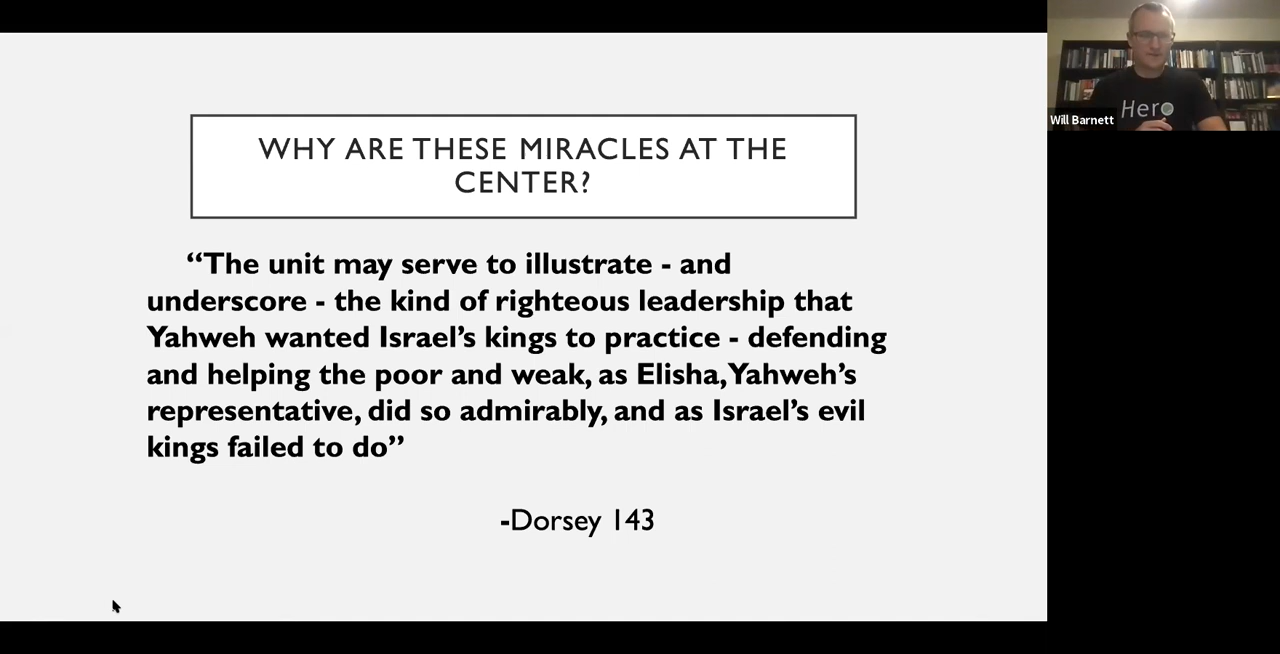 WHY ARE THESE MIRACLES AT THE
CENTER?
“The unit may serve to illustrate - and
underscore - the kind of righteous leadership that
Yahweh wanted Israel’s kings to practice - defending
and helping the poor and weak, as Elisha, Yahweh’s
representative, did so admirably, and as Israel’s evil
kings failed to do”
-Dorsey 143
Hero
Will Barnett